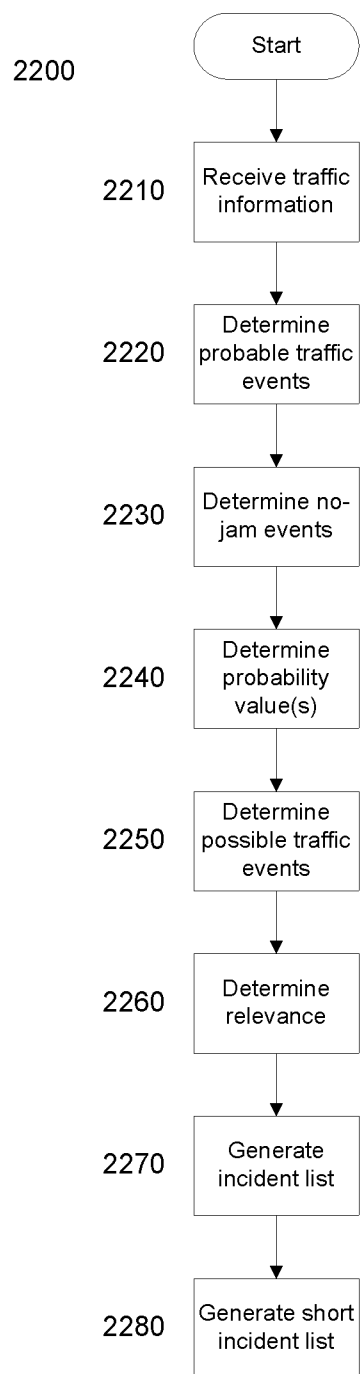 Start
2200
2210
Receive traffic
information
2220
Determine
probable traffic
events
2230
Determine no-
jam events
2240
Determine
probability
value(s)
2250
Determine
possible traffic
events
2260
Determine
relevance
2270
Generate
incident list
2280
Generate short
incident list